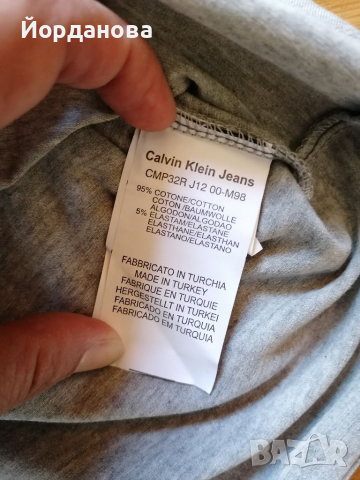 Йорданова
Calvin Klein Jeans
CMP32R J12 00-M98
95% COTONE/COTTON
COTON /BAUMWOLLE
ALGODON/ALGODAO
5% ELASTAM/ELASTANE
ELASTHANE/ELASTHAN
ELASTANO/ELASTANO
FABBRICATO IN TURCHIA
MADE IN TURKEY
FABRIQUE EN TURQUIE
HERGESTELLT IN TURKEI
FABRICADO EN TURQUIA
FABRICADO EM TURQUIA
BAZAR